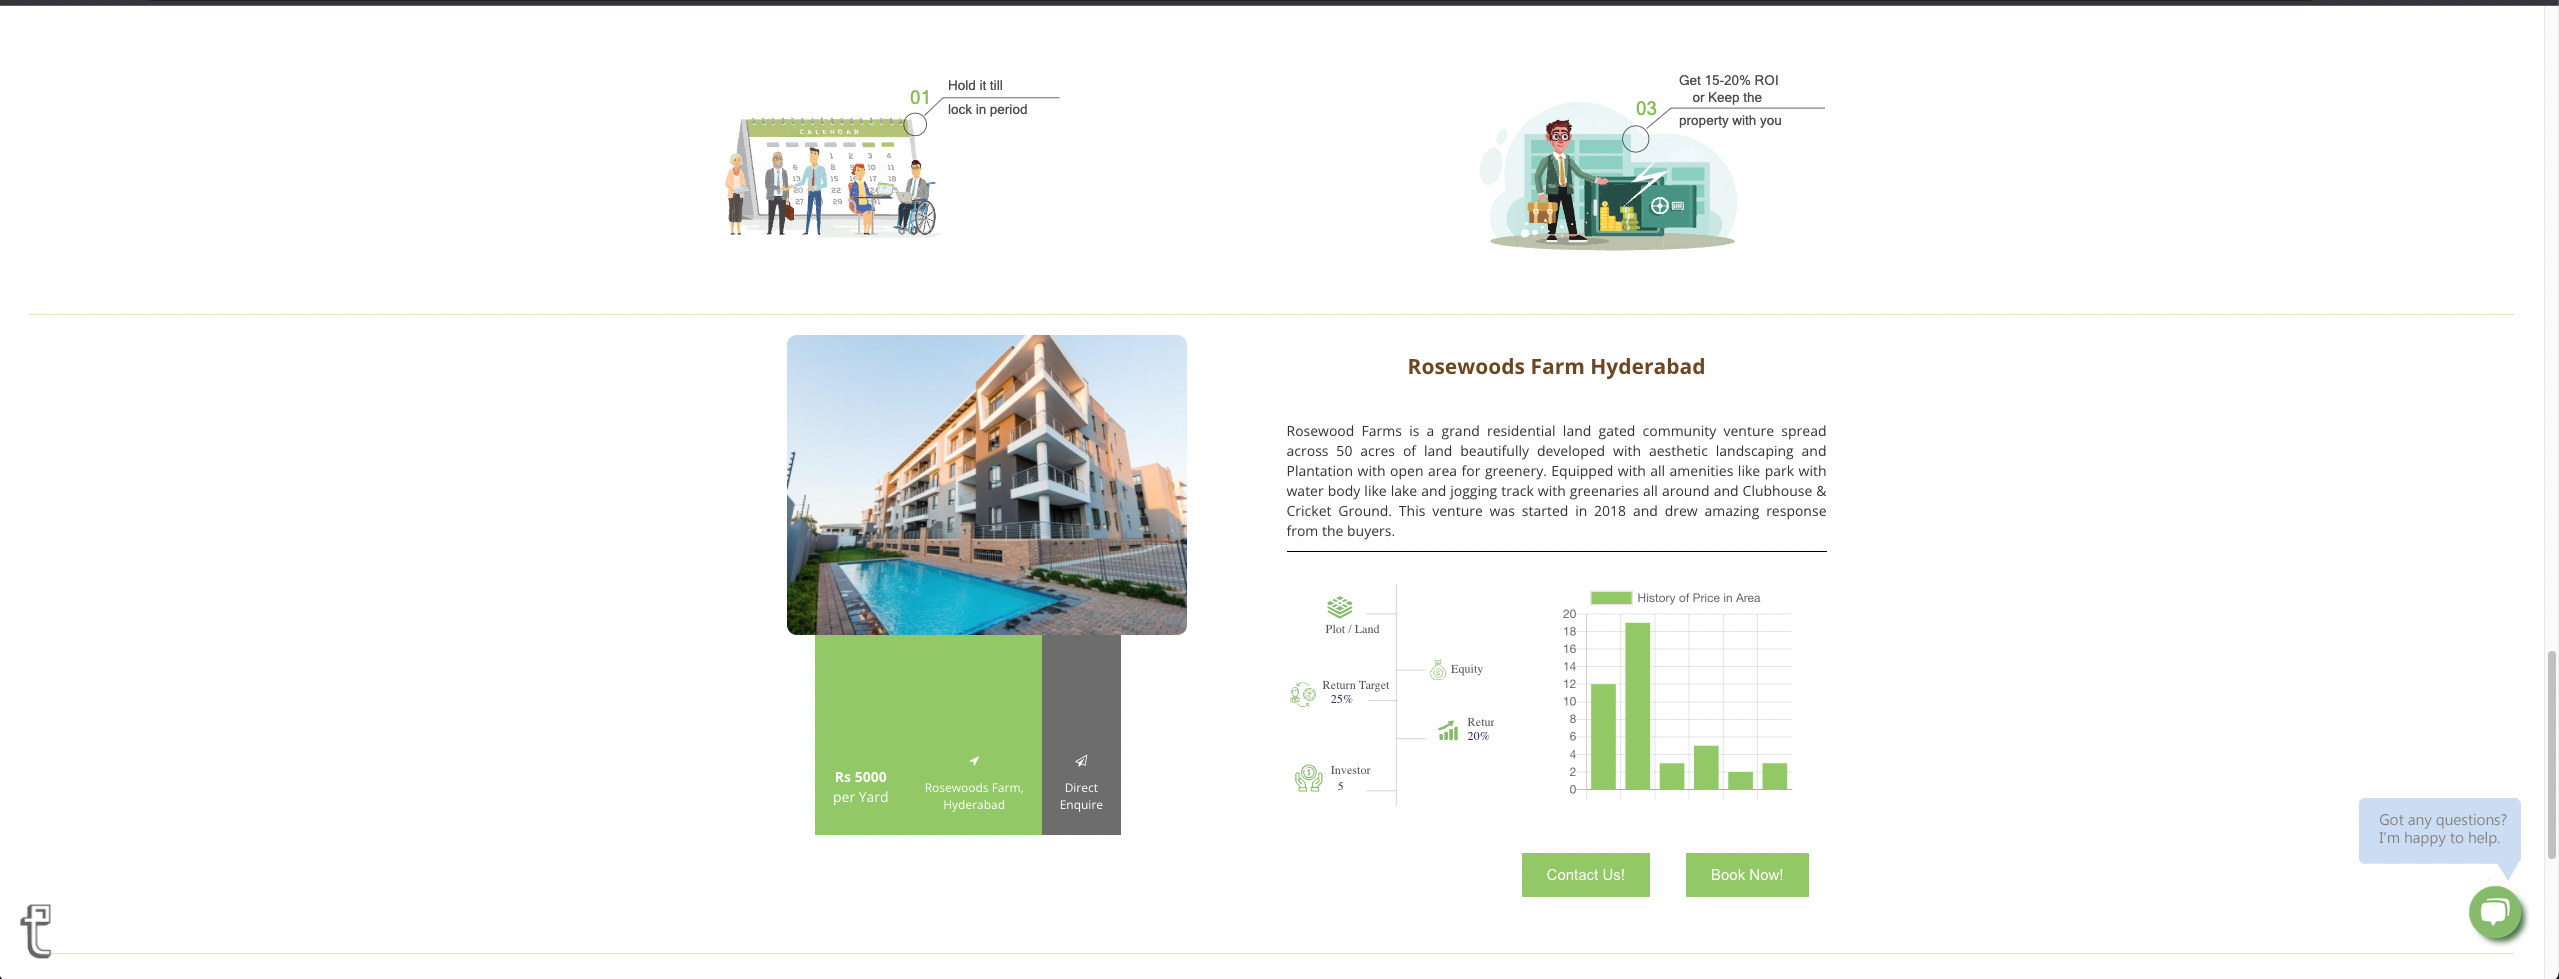 01
Hold it till
lock in period
CALENDAR
03
Get 15-20% ROI
or Keep the
property with you
Rosewoods Farm Hyderabad
Rosewood Farms is a grand residential land gated community venture spread
across 50 acres of land beautifully developed with aesthetic landscaping and
Plantation with open area for greenery. Equipped with all amenities like park with
water body like lake and jogging track with greenaries all around and Clubhouse &
Cricket Ground. This venture was started in 2018 and drew amazing response
from the buyers.
Rs 5000
per Yard
Rosewoods Farm,
Hyderabad
Direct
Enquire
Plot / Land
Equity
Return Target
25%
Retur
20%
Investor
5
History of Price in Area
20
18
16
14
12
10
8
6
4
2
0
Contact Us!
Book Now!
Got any questions?
I'm happy to help.